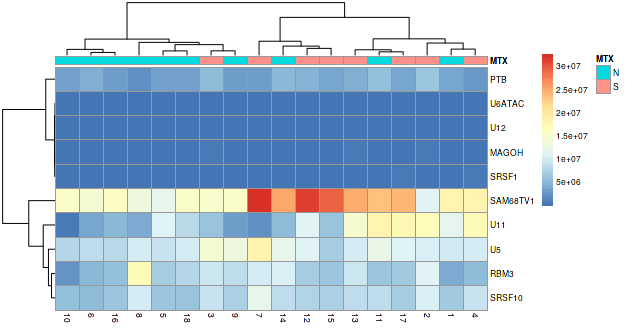 MTX
MTX
N
S
3e+07
2.5e+07
2e+07
1.5e+07
1e+07
5e+06
PTB
U6ATAC
U12
MAGOH
SRSF1
SAM68TV1
U11
U5
RBM3
SRSF10
10 6 16 8 5 18 3 9 7 14 12 15 13 11 17 2 1 4